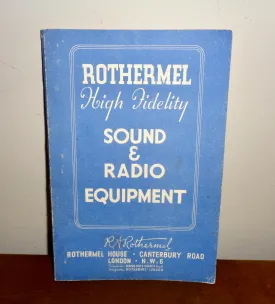 ROTHERMEL
High Fidelity
SOUND
&
RADIO
EQUIPMENT
R.A.Rothermel
ROTHERMEL HOUSE · CANTERBURY ROAD
LONDON · N.W.6